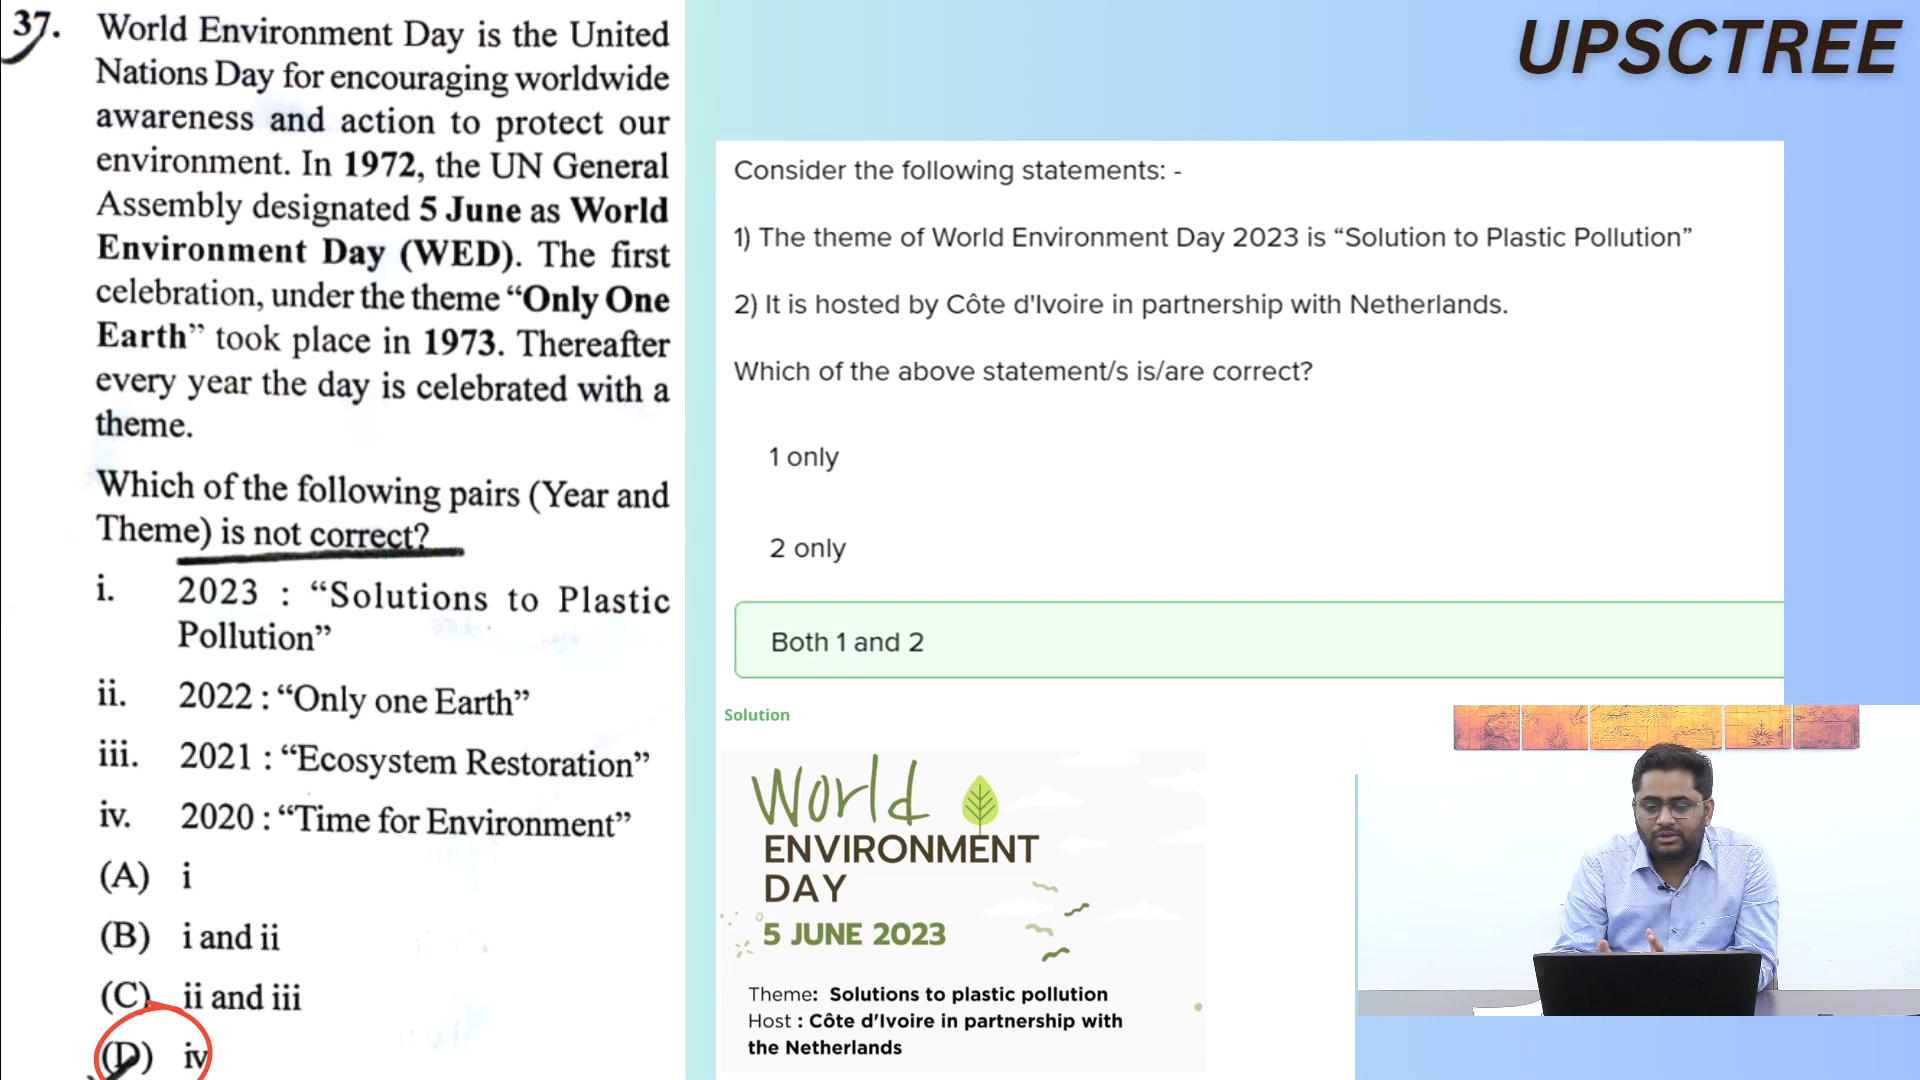 37. World Environment Day is the United
Nations Day for encouraging worldwide
awareness and action to protect our
environment. In 1972, the UN General
Assembly designated 5 June as World
Environment Day (WED). The first
celebration, under the theme “Only One
Earth” took place in 1973. Thereafter
every year the day is celebrated with a
theme.
Which of the following pairs (Year and
Theme) is not correct?
i. 2023 : “Solutions to Plastic
Pollution”
ii. 2022 : “Only one Earth”
iii. 2021 : “Ecosystem Restoration”
iv. 2020 : “Time for Environment”
(A) i
(B) i and ii
(C) ii and iii
(D) iv
UPSCTREE
Consider the following statements: -
1) The theme of World Environment Day 2023 is “Solution to Plastic Pollution”
2) It is hosted by Côte d'Ivoire in partnership with Netherlands.
Which of the above statement/s is/are correct?
1 only
2 only
Both 1 and 2
Solution
World
ENVIRONMENT
DAY
5 JUNE 2023
Theme: Solutions to plastic pollution
Host : Côte d'Ivoire in partnership with
the Netherlands